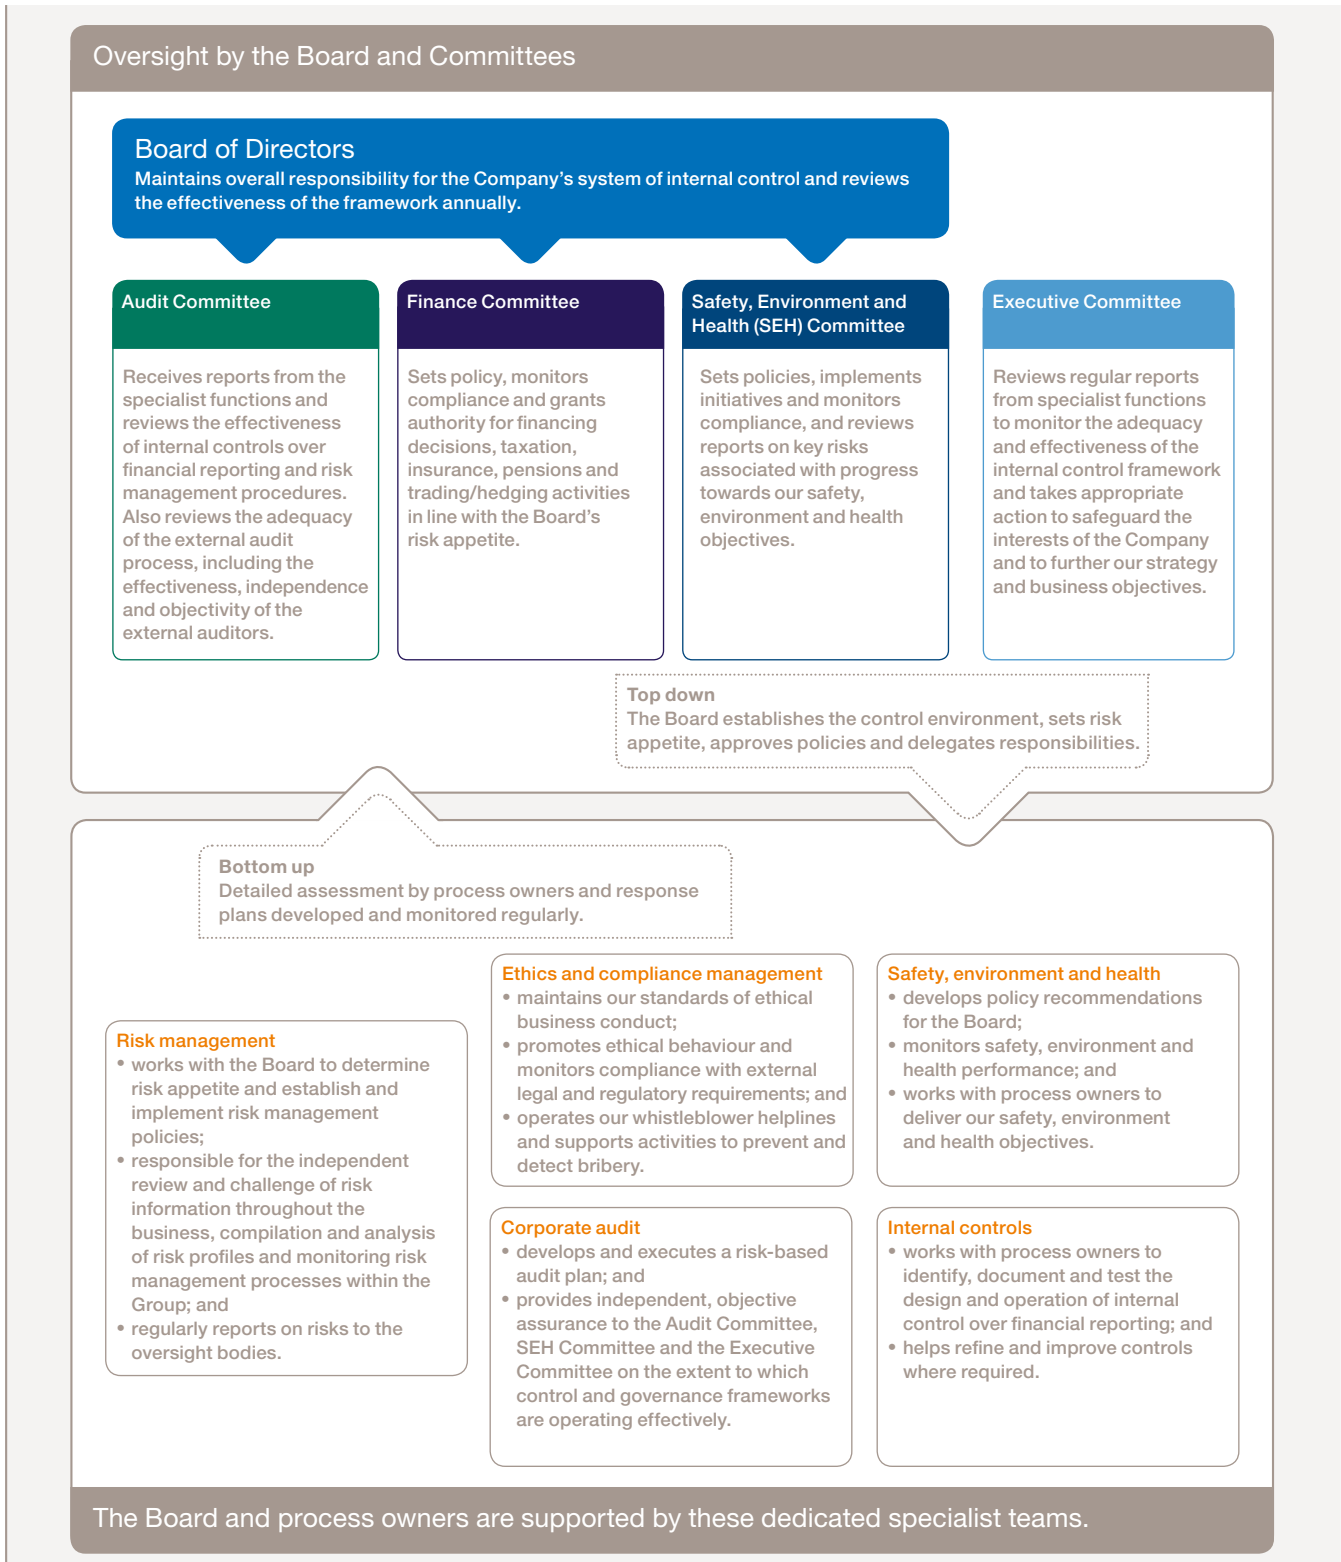 Oversight by the Board and Committees
Board of Directors
Maintains overall responsibility for the Company’s system of internal control and reviews
the effectiveness of the framework annually.
Audit Committee
Receives reports from the
specialist functions and
reviews the effectiveness
of internal controls over
financial reporting and risk
management procedures.
Also reviews the adequacy
of the external audit
process, including the
effectiveness, independence
and objectivity of the
external auditors.
Finance Committee
Sets policy, monitors
compliance and grants
authority for financing
decisions, taxation,
insurance, pensions and
trading/hedging activities
in line with the Board’s
risk appetite.
Safety, Environment and
Health (SEH) Committee
Sets policies, implements
initiatives and monitors
compliance, and reviews
reports on key risks
associated with progress
towards our safety,
environment and health
objectives.
Executive Committee
Reviews regular reports
from specialist functions
to monitor the adequacy
and effectiveness of the
internal control framework
and takes appropriate
action to safeguard the
interests of the Company
and to further our strategy
and business objectives.
Top down
The Board establishes the control environment, sets risk
appetite, approves policies and delegates responsibilities.
Bottom up
Detailed assessment by process owners and response
plans developed and monitored regularly.
Risk management
• works with the Board to determine
risk appetite and establish and
implement risk management
policies;
• responsible for the independent
review and challenge of risk
information throughout the
business, compilation and analysis
of risk profiles and monitoring risk
management processes within the
Group; and
• regularly reports on risks to the
oversight bodies.
Ethics and compliance management
• maintains our standards of ethical
business conduct;
• promotes ethical behaviour and
monitors compliance with external
legal and regulatory requirements; and
• operates our whistleblower helplines
and supports activities to prevent and
detect bribery.
Safety, environment and health
• develops policy recommendations
for the Board;
• monitors safety, environment and
health performance; and
• works with process owners to
deliver our safety, environment
and health objectives.
Corporate audit
• develops and executes a risk-based
audit plan; and
• provides independent, objective
assurance to the Audit Committee,
SEH Committee and the Executive
Committee on the extent to which
control and governance frameworks
are operating effectively.
Internal controls
• works with process owners to
identify, document and test the
design and operation of internal
control over financial reporting; and
• helps refine and improve controls
where required.
The Board and process owners are supported by these dedicated specialist teams.